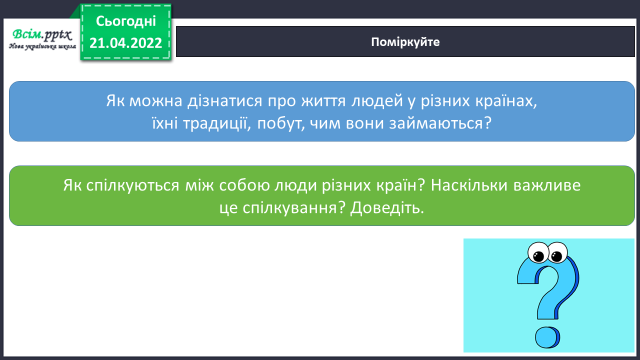 Всім.pptx
Нова українська школа
Сьогодні
21.04.2022
Поміркуйте
Як можна дізнатися про життя людей у різних країнах,
їхні традиції, побут, чим вони займаються?
Як спілкуються між собою люди різних країн? Наскільки важливе
це спілкування? Доведіть.